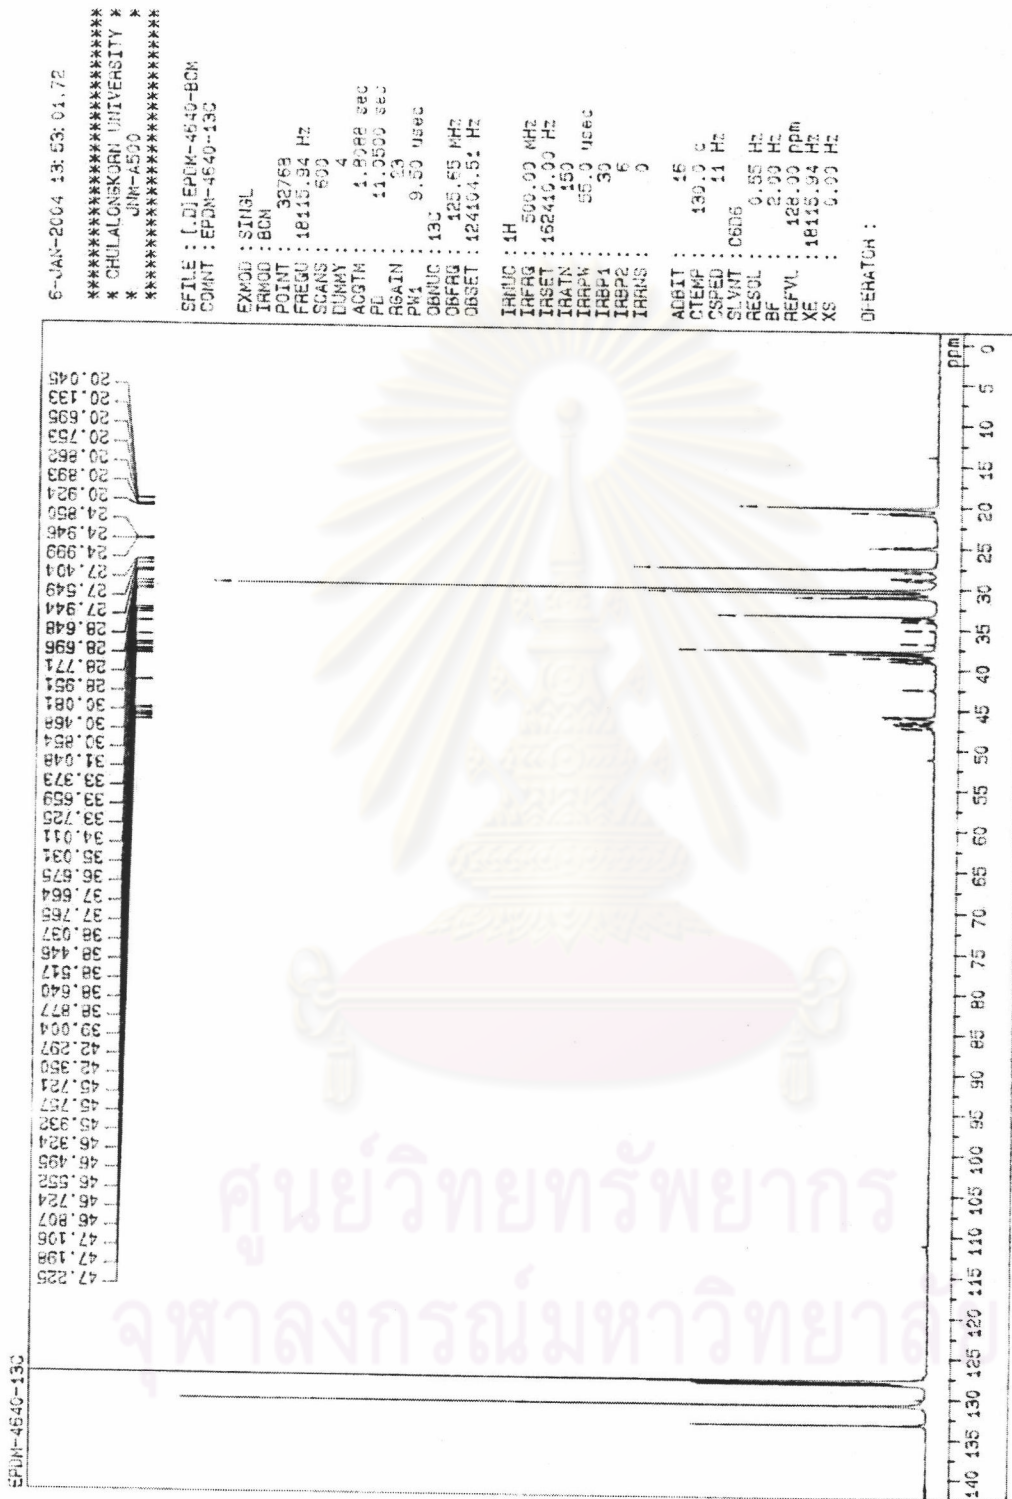 EPDM-4640-13C
47.225
47.198
47.106
46.807
46.724
46.552
46.495
46.324
45.932
45.757
45.721
42.350
42.297
39.004
38.877
38.640
38.517
38.446
38.037
37.765
37.664
36.675
35.031
34.011
33.725
33.659
33.373
31.048
30.854
30.468
30.081
28.951
28.771
28.696
28.648
27.944
27.549
27.404
24.999
24.946
24.850
20.924
20.893
20.862
20.753
20.695
20.133
20.045
6-JAN-2004 13:53:01.72
******************************
* CHULALONGKORN UNIVERSITY *
* JNM-A500 *
******************************
SFILE : [.D]EPDM-4640-BCM
COMNT : EPDM-4640-13C
EXMOD : SINGL
IRMOD : BCM
POINT : 32768
FREQU : 18115.94 Hz
SCANS : 600
DUMMY : 4
ACQTM : 1.8088 sec
PD : 11.0500 sec
RGAIN : 23
PW1 : 9.50 usec
OBNUC : 13C
OBFRQ : 125.65 MHz
OBSET : 124104.51 Hz
IRNUC : 1H
IRFRQ : 500.00 MHz
IRSET : 162410.00 Hz
IRATN : 150
IRRPW : 55.0 usec
IRBP1 : 30
IRBP2 : 6
IRRNS : 0
ADBIT : 16
CTEMP : 130.0 c
CSPED : 11 Hz
SLVNT : C6D6
RESOL : 0.55 Hz
BF : 2.00 Hz
REFVL : 128.00 ppm
XE : 18115.94 Hz
XS : 0.00 Hz
OPERATOR :
ppm
140 135 130 125 120 115 110 105 100 95 90 85 80 75 70 65 60 55 50 45 40 35 30 25 20 15 10 5 0
ศูนย์วิทยทรัพยากร
จุฬาลงกรณ์มหาวิทยาลัย